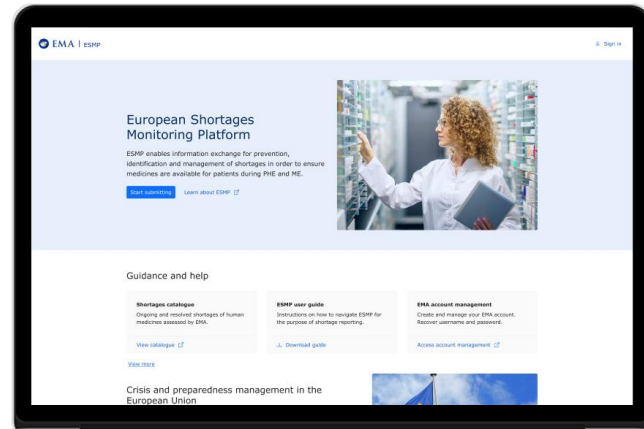 EMA | ESMP
Sign in
European Shortages
Monitoring Platform
ESMP enables information exchange for prevention,
identification and management of shortages in order to ensure
medicines are available for patients during PHE and ME.
Start submitting Learn about ESMP
Guidance and help
Shortages catalogue
Ongoing and resolved shortages of human
medicines assessed by EMA.
View catalogue
ESMP user guide
Instructions on how to navigate ESMP for
the purpose of shortage reporting.
Download guide
EMA account management
Create and manage your EMA account.
Recover username and password.
Access account management
View more
Crisis and preparedness management in the
European Union